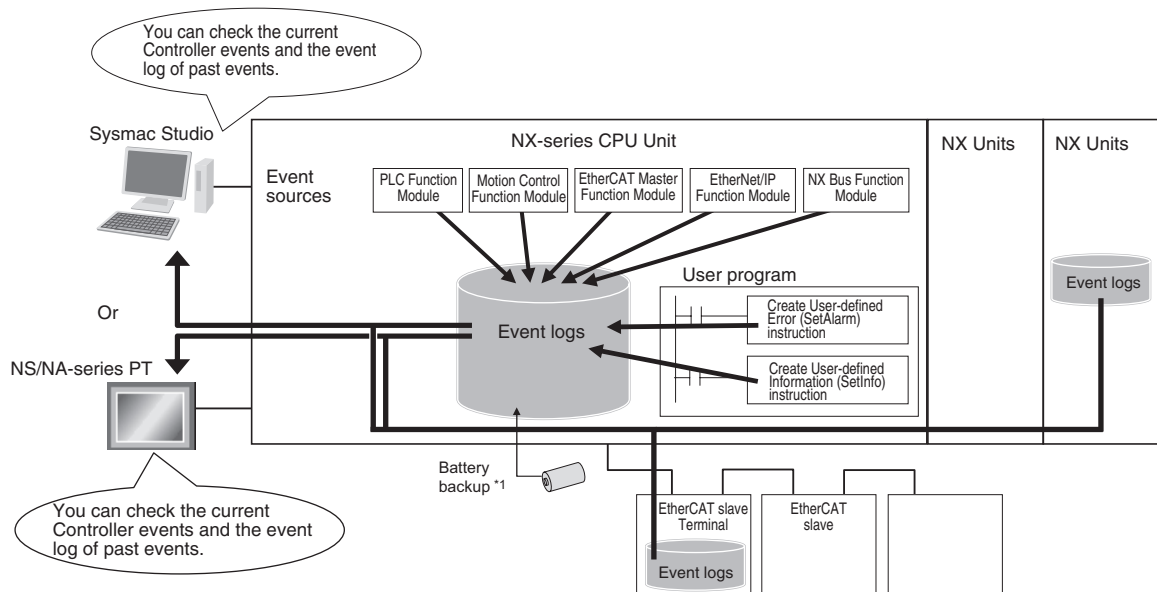 You can check the current
Controller events and the event
log of past events.
Sysmac Studio
NX-series CPU Unit
NX Units
NX Units
Event
sources
PLC Function
Module
Motion Control
Function Module
EtherCAT Master
Function Module
EtherNet/IP
Function Module
NX Bus Function
Module
User program
Event logs
Create User-defined
Error (SetAlarm)
instruction
Create User-defined
Information (SetInfo)
instruction
Event logs
Or
NS/NA-series PT
Battery
backup *1
You can check the current
Controller events and the event
log of past events.
EtherCAT slave
Terminal
EtherCAT
slave
Event logs